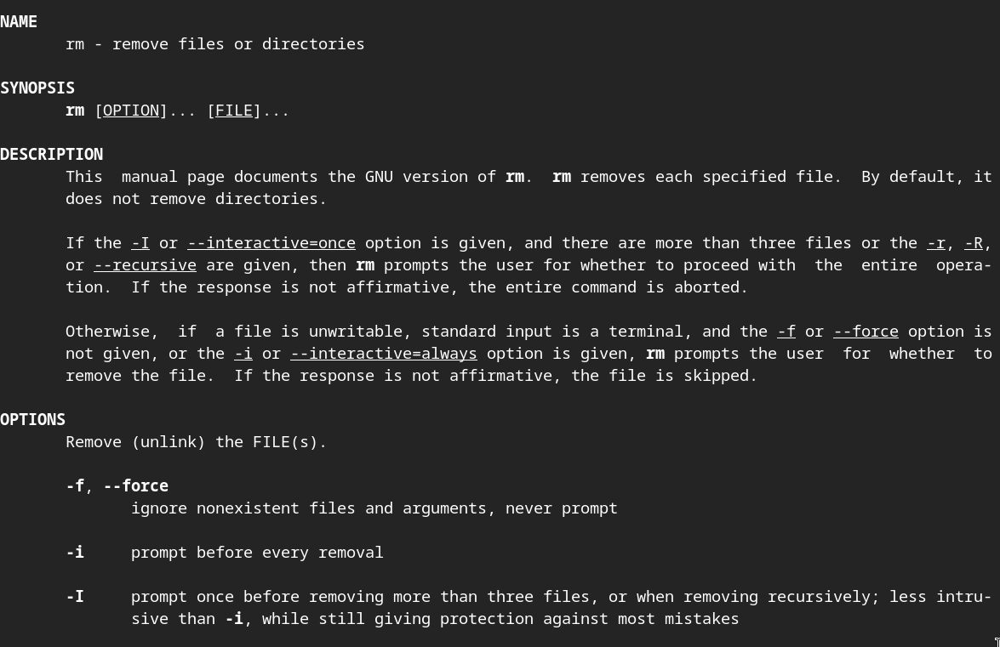 NAME
rm - remove files or directories
SYNOPSIS
rm [OPTION]... [FILE]...
DESCRIPTION
This  manual page documents the GNU version of rm.  rm removes each specified file.  By default, it
does not remove directories.
If the -I or --interactive=once option is given, and there are more than three files or the -r, -R,
or --recursive are given, then rm prompts the user for whether to proceed with  the  entire  opera-
tion.  If the response is not affirmative, the entire command is aborted.
Otherwise,  if  a file is unwritable, standard input is a terminal, and the -f or --force option is
not given, or the -i or --interactive=always option is given, rm prompts the user  for  whether  to
remove the file.  If the response is not affirmative, the file is skipped.
OPTIONS
Remove (unlink) the FILE(s).
-f, --force
ignore nonexistent files and arguments, never prompt
-i     prompt before every removal
-I     prompt once before removing more than three files, or when removing recursively; less intru-
sive than -i, while still giving protection against most mistakes